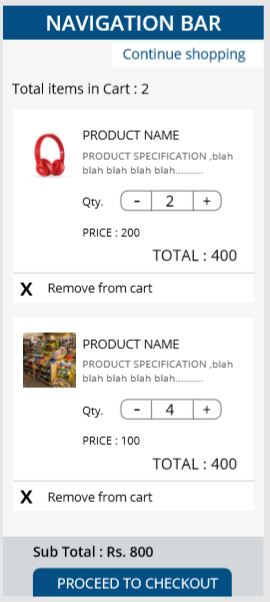 NAVIGATION BAR
Continue shopping
Total items in Cart : 2
PRODUCT NAME
PRODUCT SPECIFICATION ,blah
blah blah blah blah..........
Qty. - 2 +
PRICE : 200
TOTAL : 400
X Remove from cart
PRODUCT NAME
PRODUCT SPECIFICATION ,blah
blah blah blah blah..........
Qty. - 4 +
PRICE : 100
TOTAL : 400
X Remove from cart
Sub Total : Rs. 800
PROCEED TO CHECKOUT